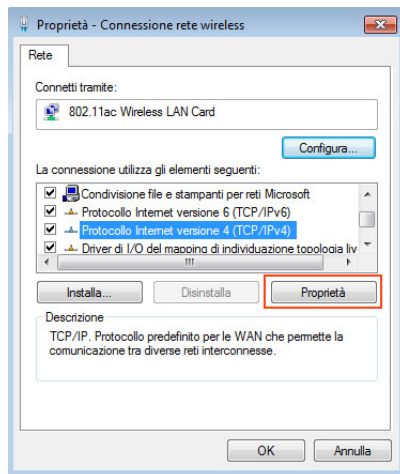 Proprietà - Connessione rete wireless
Rete
Connetti tramite:
802.11ac Wireless LAN Card
Configura...
La connessione utilizza gli elementi seguenti:
Condivisione file e stampanti per reti Microsoft
Protocollo Internet versione 6 (TCP/IPv6)
Protocollo Internet versione 4 (TCP/IPv4)
Driver di I/O del mapping di individuazione topologia liv
Installa... Disinstalla Proprietà
Descrizione
TCP/IP. Protocollo predefinito per le WAN che permette la
comunicazione tra diverse reti interconnesse.
OK Annulla